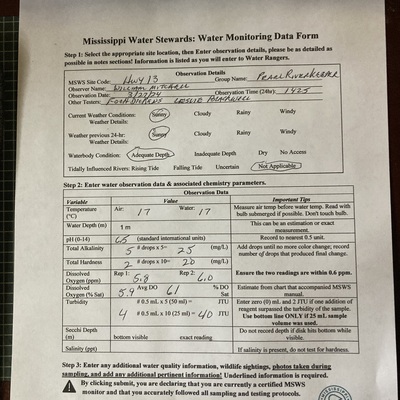 Mississippi Water Stewards: Water Monitoring Data Form
Step 1: Select the appropriate site location, then Enter observation details, please be as detailed as
possible in notes sections! Information is listed as you will enter to Water Rangers.
Observation Details
MSWS Site Code: Hwy 13 Group Name: Pearl Riverkeeper
Observer Name: William Mitchell
Observation Date: 3/22/24 Observation Time (24hr): 1425
Other Testers: Leslie
Current Weather Conditions: Sunny Cloudy Rainy Windy
Weather Details:
Weather previous 24-hr: Sunny Cloudy Rainy Windy
Weather Details:
Waterbody Condition: Adequate Depth Inadequate Depth Dry No Access
Tidally Influenced Rivers: Rising Tide Falling Tide Uncertain Not Applicable
Step 2: Enter water observation data & associated chemistry parameters.
Observation Data
Variable Value Important Tips
Temperature (°C) Air: 17 Water: 17 Measure air temp before water temp. Read with
bulb submerged if possible. Don't touch bulb.
Water Depth (m) 1 m This can be an estimation or exact
measurement.
pH (0-14) 6.5 (standard international units) Record to nearest 0.5 unit.
Total Alkalinity 5 # drops x 5= 25 (mg/L) Add drops until no more color change; record
number of drops that produced final change.
Total Hardness 2 # drops x 10= 20 (mg/L)
Dissolved Oxygen (ppm) Rep 1: 5.8 Rep 2: 6.0 Ensure the two readings are within 0.6 ppm.
Dissolved Oxygen (% Sat) 5.9 Avg DO 61 % DO Sat Estimate from chart that accompanied MSWS
manual.
Turbidity # 0.5 mL x 5 (50 ml) = JTU Enter zero (0) mL and 2 JTU if one addition of
reagent surpassed the turbidity of the sample.
4 # 0.5 mL x 10 (25 ml) = 40 JTU Use bottom line ONLY if 25 mL sample
volume was used.
Secchi Depth (m) bottom visible exact reading Do not record depth if disk hits bottom while
visible.
Salinity (ppt) If salinity is present, do not test for hardness.
Step 3: Enter any additional water quality information, wildlife sightings, photos taken during
sampling, and add any additional pertinent information! Underlined information is required.
By clicking submit, you are declaring that you are currently a certified MSWS
monitor and that you accurately followed all sampling and testing protocols.